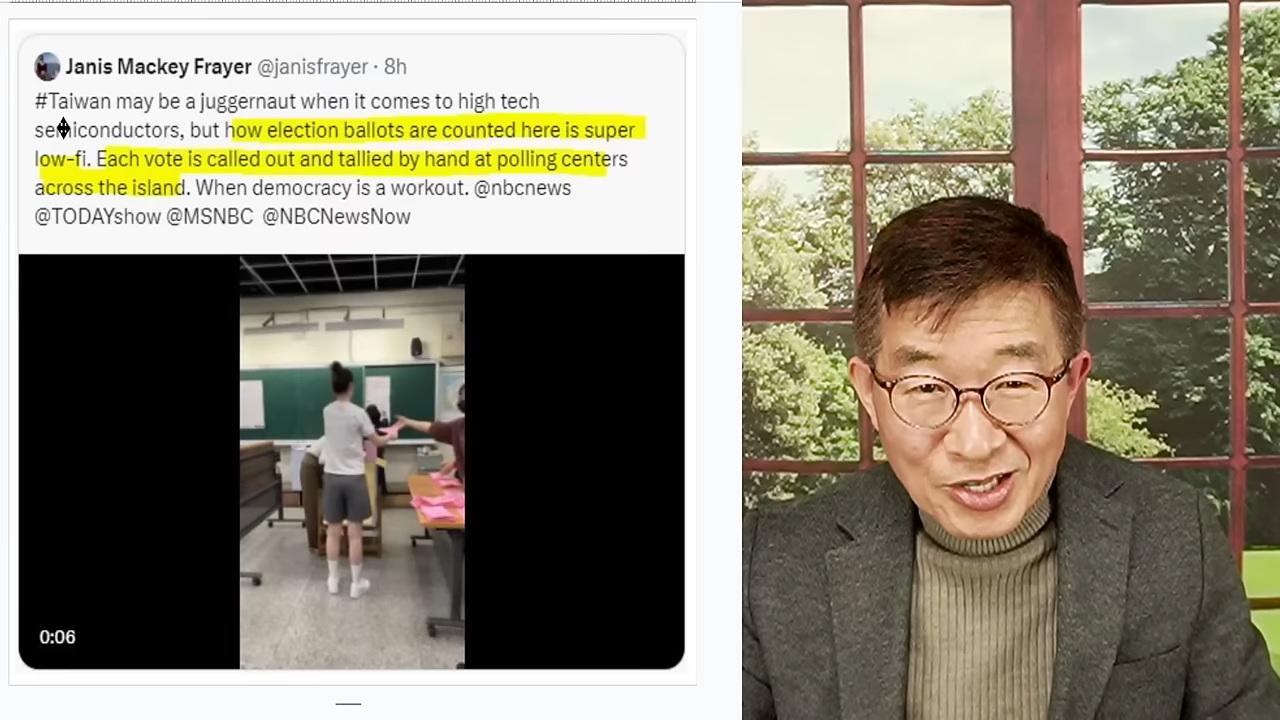 Janis Mackey Frayer @janisfrayer · 8h
#Taiwan may be a juggernaut when it comes to high tech
semiconductors, but how election ballots are counted here is super
low-fi. Each vote is called out and tallied by hand at polling centers
across the island. When democracy is a workout. @nbcnews
@TODAYshow @MSNBC @NBCNewsNow
0:06